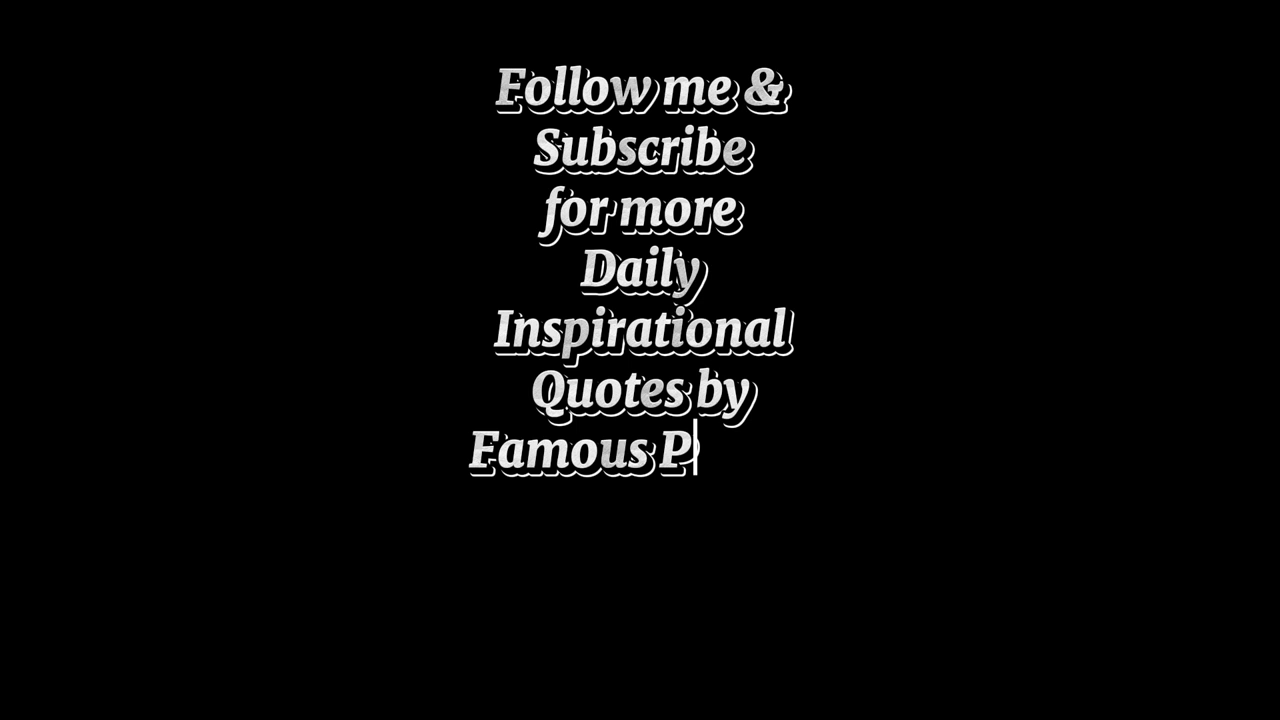 Follow me &
Subscribe
for more
Daily
Inspirational
Quotes by
Famous P